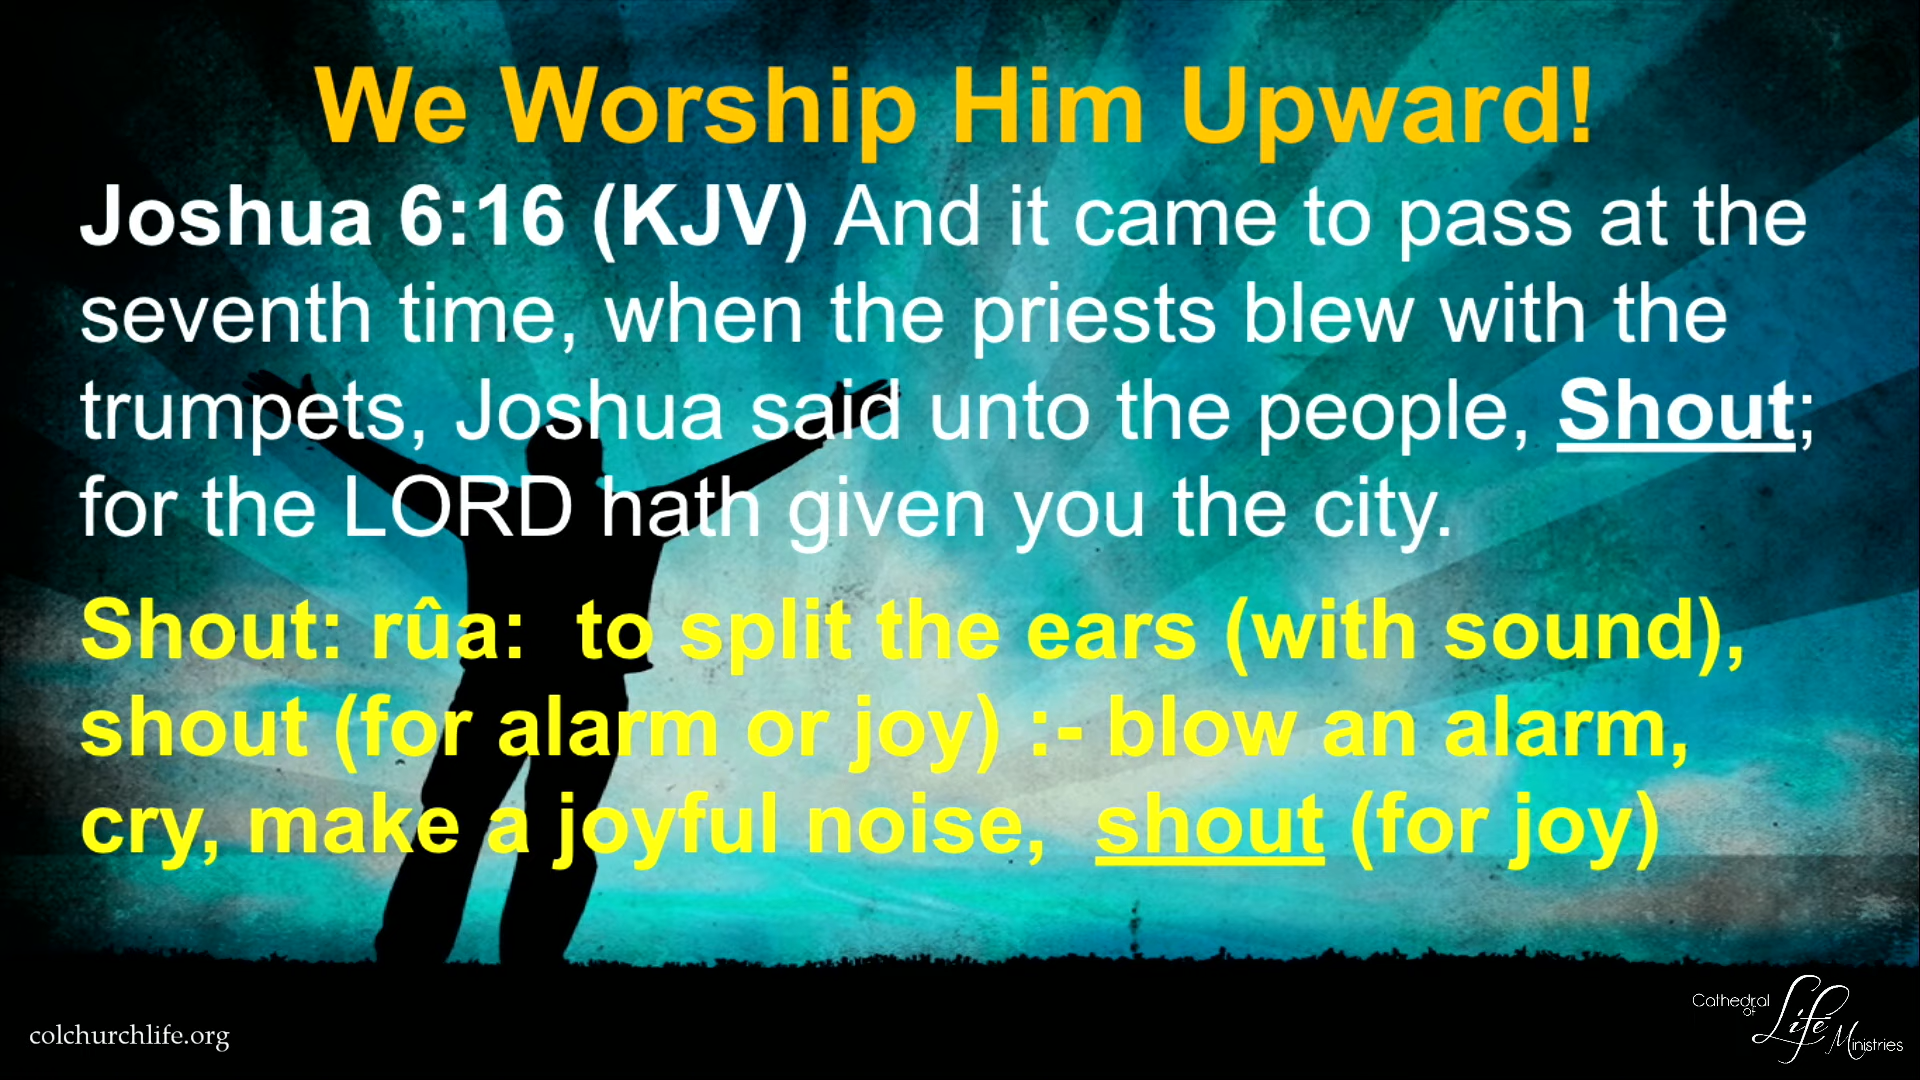 We Worship Him Upward!
Joshua 6:16 (KJV) And it came to pass at the
seventh time, when the priests blew with the
trumpets, Joshua said unto the people, Shout;
for the LORD hath given you the city.
Shout: rûa:  to split the ears (with sound),
shout (for alarm or joy) :- blow an alarm,
cry, make a joyful noise,  shout (for joy)
colchurchlife.org
Cathedral
OF
Life
Ministries